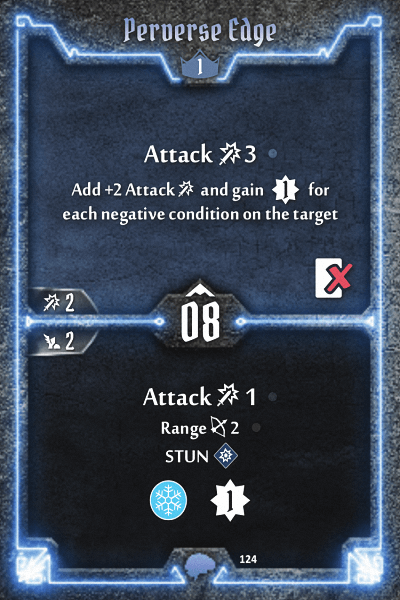 Perverse Edge
1
Attack 3
Add +2 Attack and gain 1 for
each negative condition on the target
2
08
2
Attack 1
Range 2
STUN
1
124